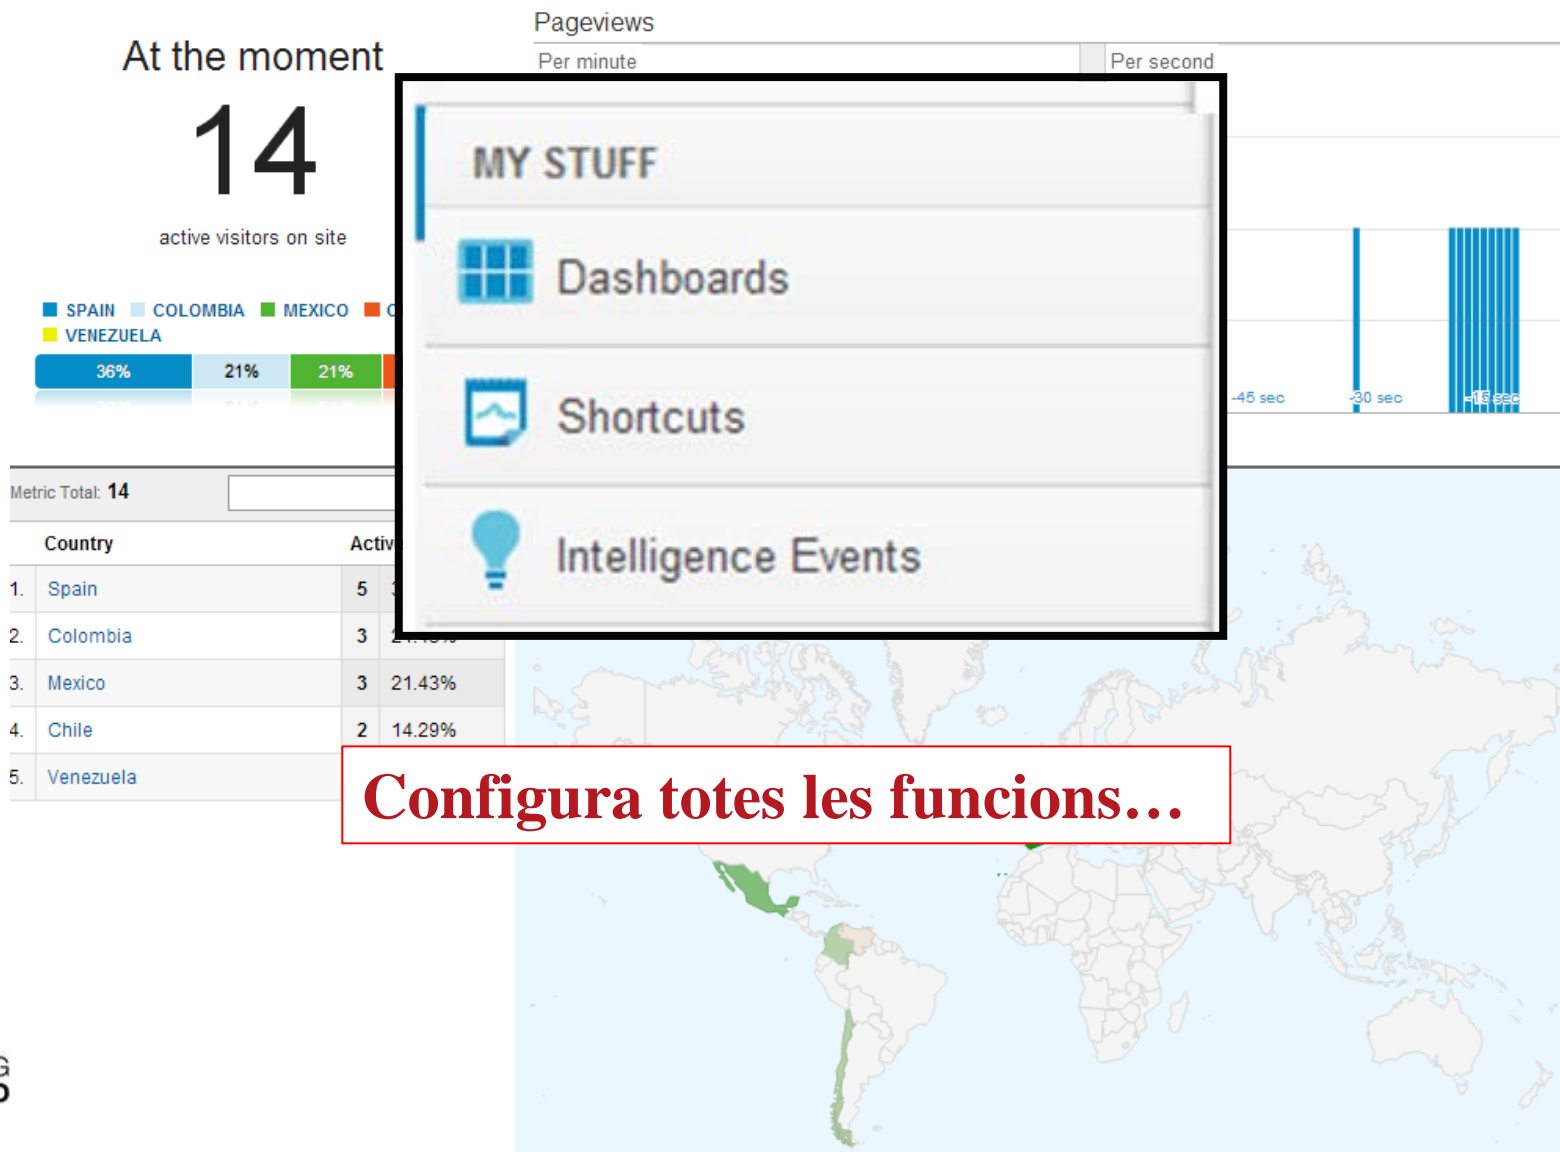 Pageviews
At the moment
Per minute
Per second
14
active visitors on site
MY STUFF
Dashboards
Shortcuts
Intelligence Events
SPAIN COLOMBIA MEXICO
VENEZUELA
36% 21% 21%
-45 sec -30 sec -15 sec
Metric Total: 14
Country
1. Spain 5
2. Colombia 3
3. Mexico 3 21.43%
4. Chile 2 14.29%
5. Venezuela
Configura totes les funcions…